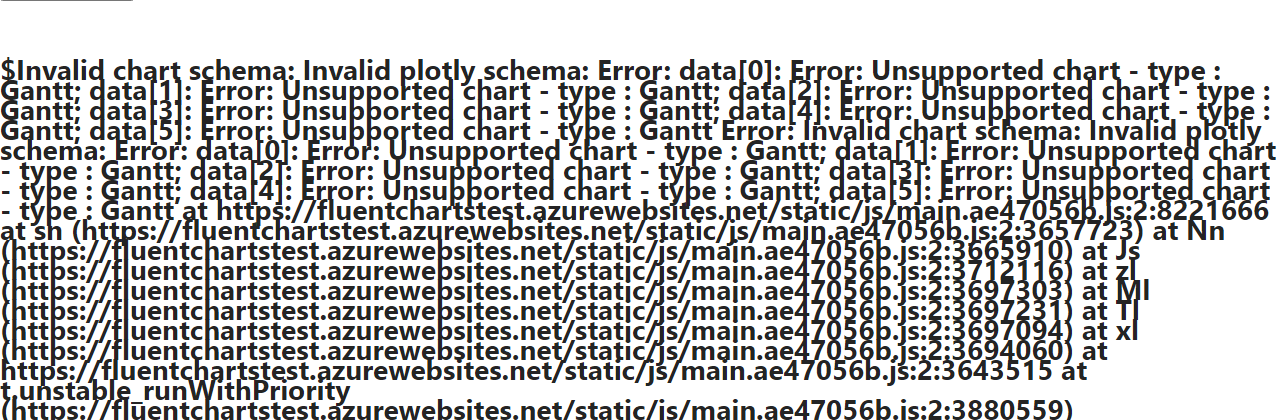 $Invalid chart schema: Invalid plotly schema: Error: data[0]: Error: Unsupported chart - type :
Gantt; data[1]: Error: Unsupported chart - type : Gantt; data[2]: Error: Unsupported chart - type :
Gantt; data[3]: Error: Unsupported chart - type : Gantt; data[4]: Error: Unsupported chart - type :
Gantt; data[5]: Error: Unsupported chart - type : Gantt Error: Invalid chart schema: Invalid plotly
schema: Error: data[0]: Error: Unsupported chart - type : Gantt; data[1]: Error: Unsupported chart
- type : Gantt; data[2]: Error: Unsupported chart - type : Gantt; data[3]: Error: Unsupported chart
- type : Gantt; data[4]: Error: Unsupported chart - type : Gantt; data[5]: Error: Unsupported chart
- type : Gantt at https://fluentchartstest.azurewebsites.net/static/js/main.ae47056b.js:2:8221666
at sh (https://fluentchartstest.azurewebsites.net/static/js/main.ae47056b.js:2:3657723) at Nn
(https://fluentchartstest.azurewebsites.net/static/js/main.ae47056b.js:2:3665910) at Js
(https://fluentchartstest.azurewebsites.net/static/js/main.ae47056b.js:2:3712116) at zl
(https://fluentchartstest.azurewebsites.net/static/js/main.ae47056b.js:2:3697303) at Ml
(https://fluentchartstest.azurewebsites.net/static/js/main.ae47056b.js:2:3697231) at Tl
(https://fluentchartstest.azurewebsites.net/static/js/main.ae47056b.js:2:3697094) at xl
(https://fluentchartstest.azurewebsites.net/static/js/main.ae47056b.js:2:3694060) at
https://fluentchartstest.azurewebsites.net/static/js/main.ae47056b.js:2:3643515 at
t.unstable_runWithPriority
(https://fluentchartstest.azurewebsites.net/static/js/main.ae47056b.js:2:3880559)